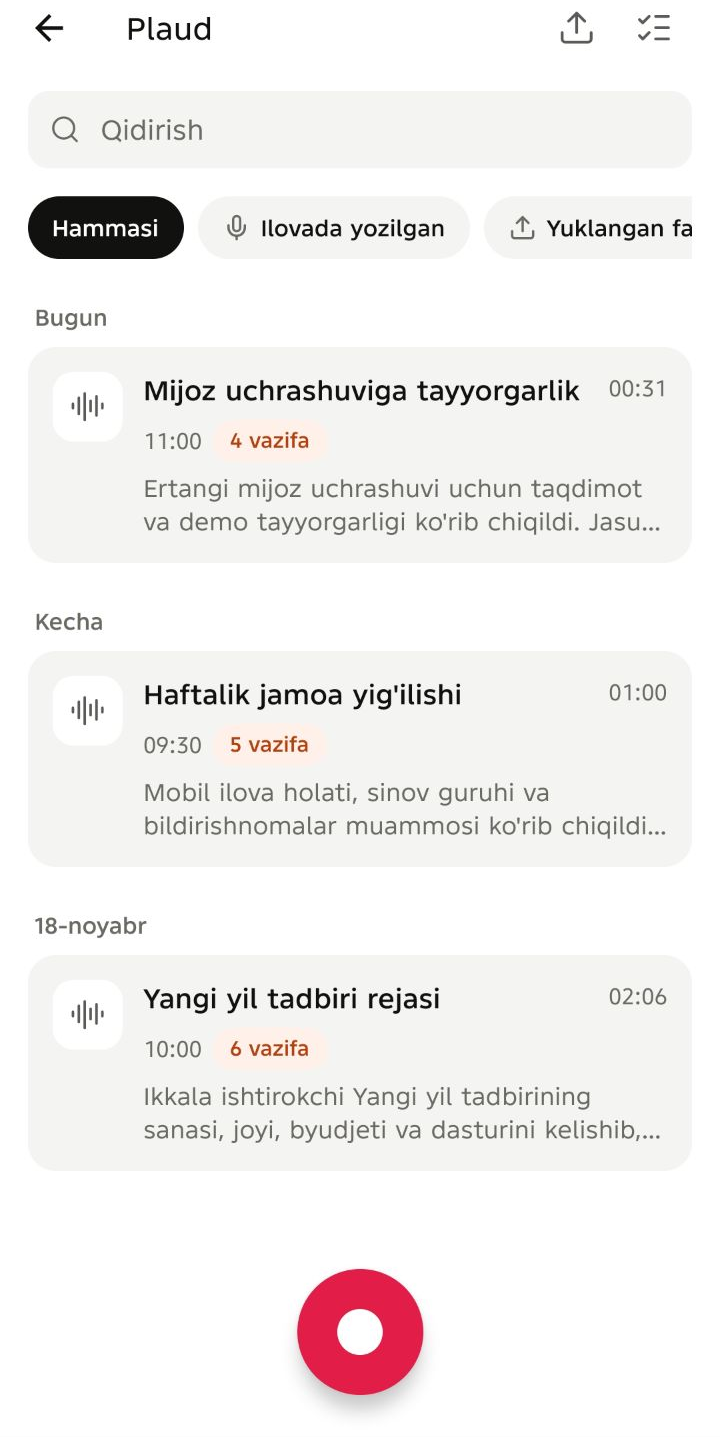 Plaud
Qidirish
Hammasi
Ilovada yozilgan
Yuklangan fa
Bugun
Mijoz uchrashuviga tayyorgarlik 00:31
11:00 4 vazifa
Ertangi mijoz uchrashuvi uchun taqdimot
va demo tayyorgarligi ko'rib chiqildi. Jasu...
Kecha
Haftalik jamoa yig'ilishi 01:00
09:30 5 vazifa
Mobil ilova holati, sinov guruhi va
bildirishnomalar muammosi ko'rib chiqildi...
18-noyabr
Yangi yil tadbiri rejasi 02:06
10:00 6 vazifa
Ikkala ishtirokchi Yangi yil tadbirining
sanasi, joyi, byudjeti va dasturini kelishib,...